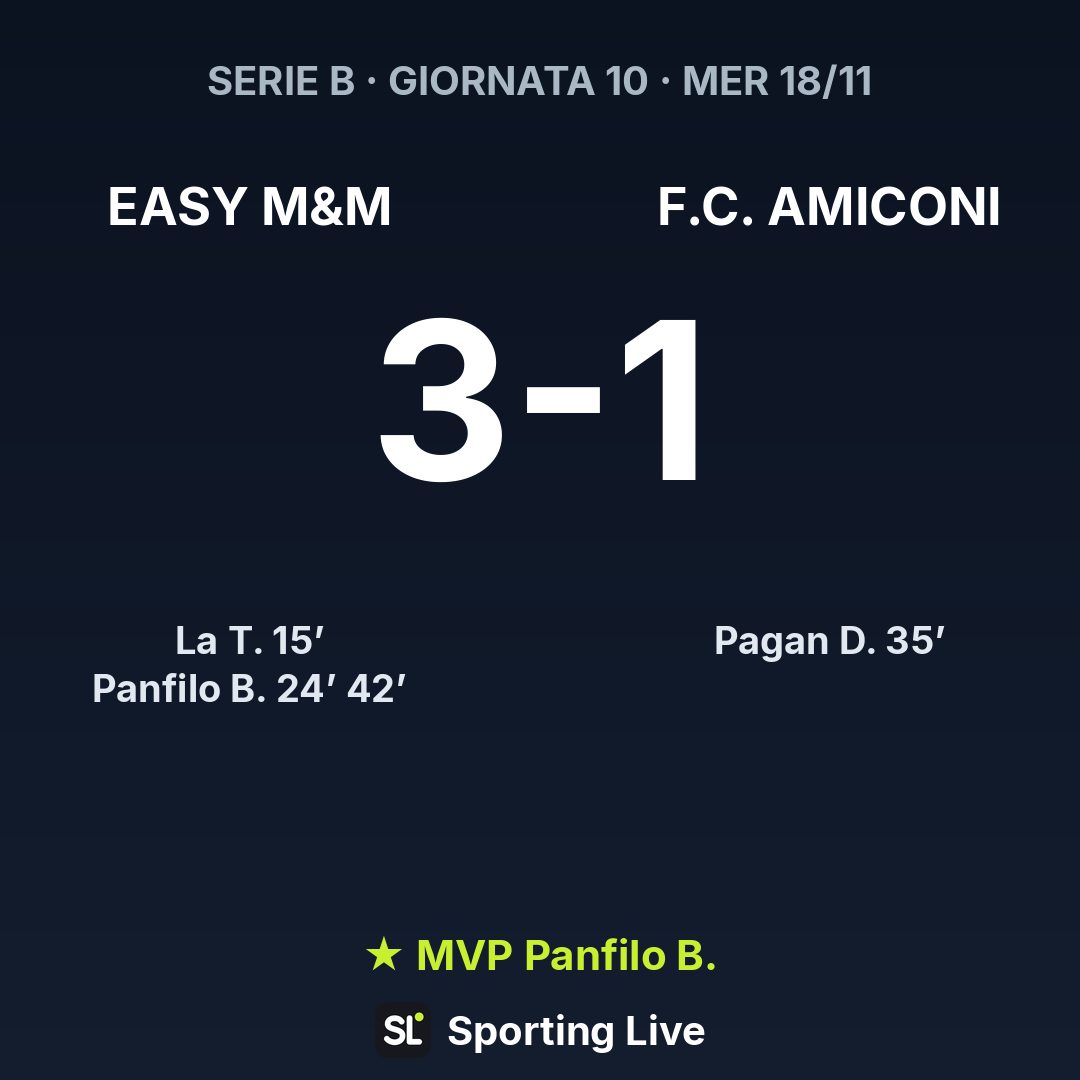 SERIE B · GIORNATA 10 · MER 18/11
EASY M&M
F.C. AMICONI
3-1
La T. 15’
Panfilo B. 24’ 42’
Pagan D. 35’
★ MVP Panfilo B.
SL Sporting Live